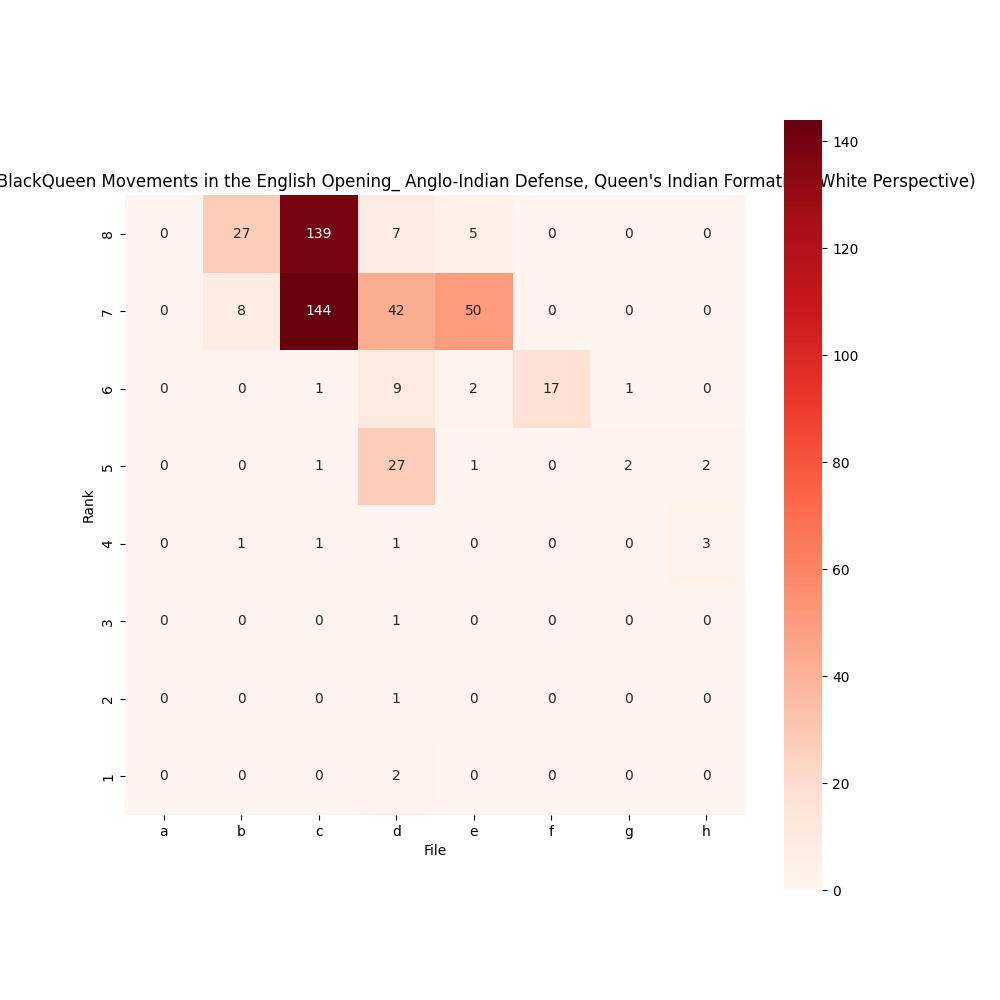 BlackQueen Movements in the English Opening_ Anglo-Indian Defense, Queen's Indian Format White Perspective)
8 0 27 139 7 5 0 0 0
7 0 8 144 42 50 0 0 0
6 0 0 1 9 2 17 1 0
5 0 0 1 27 1 0 2 2
4 0 1 1 1 0 0 0 3
3 0 0 0 1 0 0 0 0
2 0 0 0 1 0 0 0 0
1 0 0 0 2 0 0 0 0
a b c d e f g h
File
Rank
140
120
100
80
60
40
20
0